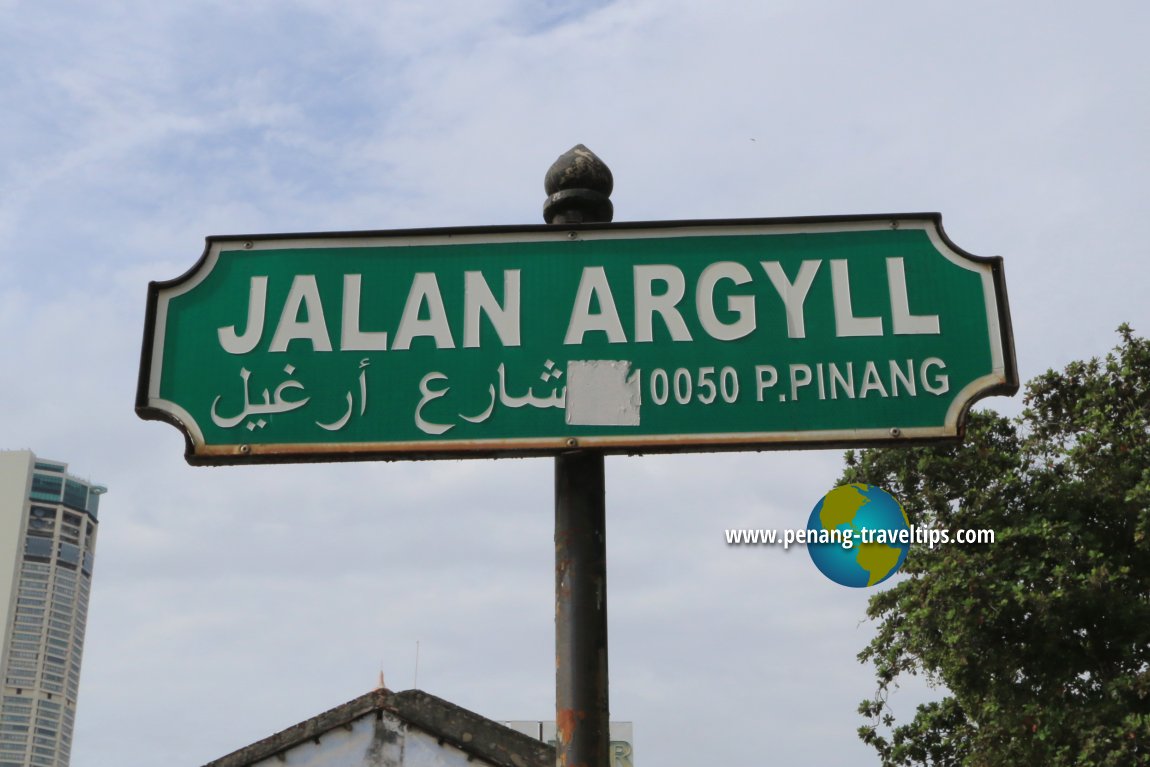 JALAN ARGYLL
شارع أرغيل 10050 P.PINANG
www.penang-traveltips.com